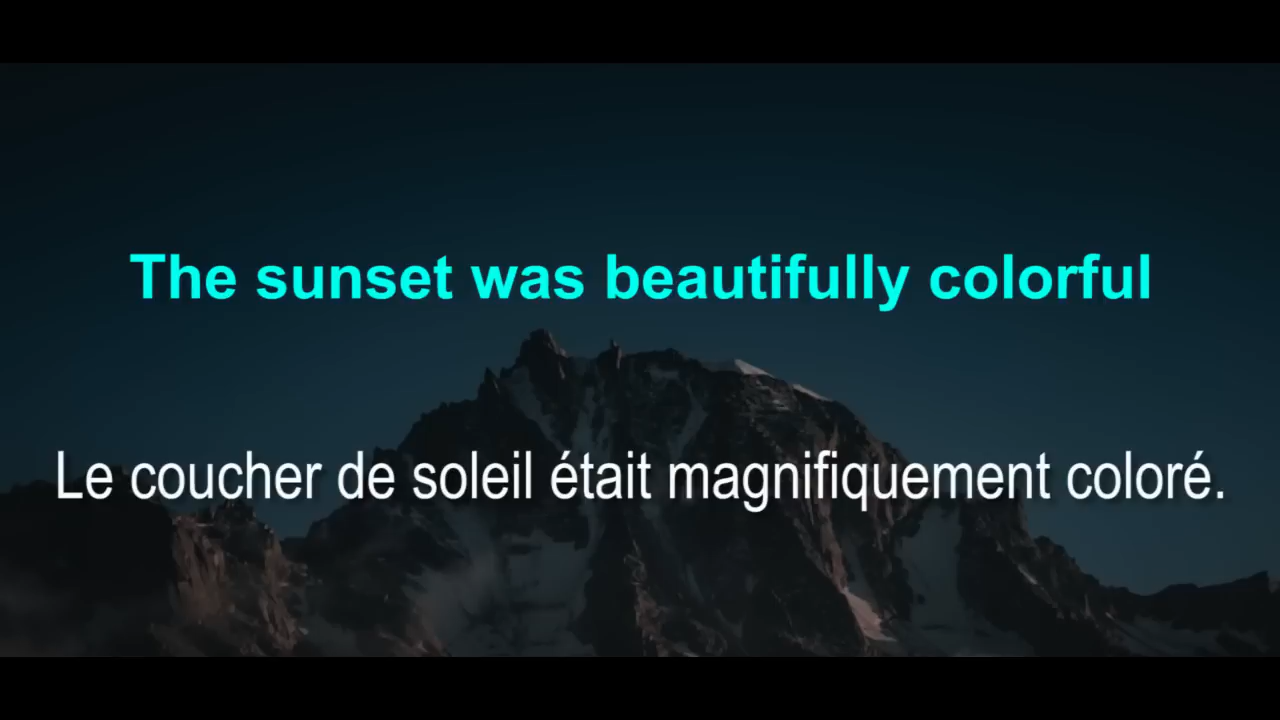 The sunset was beautifully colorful
Le coucher de soleil était magnifiquement coloré.